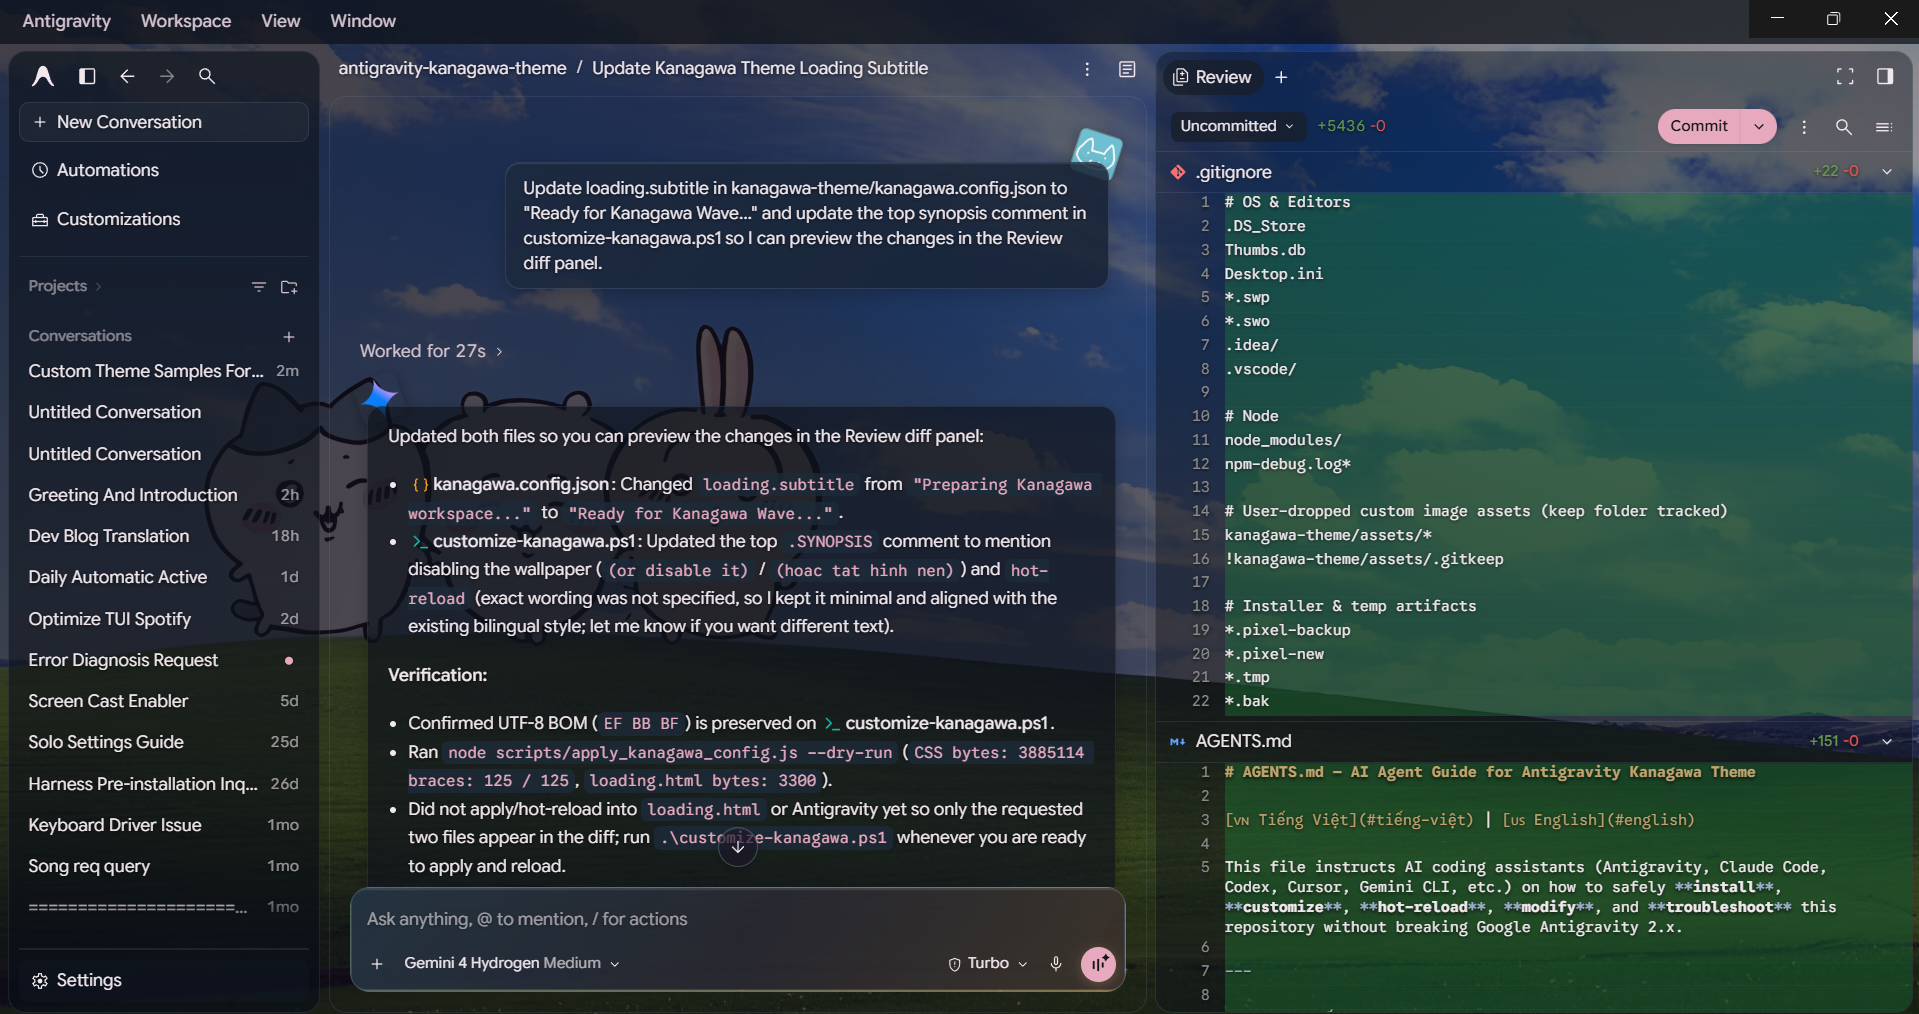 Antigravity Workspace View Window
New Conversation
Automations
Customizations
Projects
Conversations
Custom Theme Samples For... 2m
Untitled Conversation
Untitled Conversation
Greeting And Introduction 2h
Dev Blog Translation 18h
Daily Automatic Active 1d
Optimize TUI Spotify 2d
Error Diagnosis Request
Screen Cast Enabler 5d
Solo Settings Guide 25d
Harness Pre-installation Inq... 26d
Keyboard Driver Issue 1mo
Song req query 1mo
======================... 1mo
Settings
antigravity-kanagawa-theme / Update Kanagawa Theme Loading Subtitle
Update loading.subtitle in kanagawa-theme/kanagawa.config.json to
"Ready for Kanagawa Wave..." and update the top synopsis comment in
customize-kanagawa.ps1 so I can preview the changes in the Review
diff panel.
Worked for 27s
Updated both files so you can preview the changes in the Review diff panel:
• {} kanagawa.config.json: Changed loading.subtitle from "Preparing Kanagawa
workspace..." to "Ready for Kanagawa Wave...".
• >_ customize-kanagawa.ps1: Updated the top .SYNOPSIS comment to mention
disabling the wallpaper ( (or disable it) / (hoac tat hinh nen) ) and hot-
reload (exact wording was not specified, so I kept it minimal and aligned with the
existing bilingual style; let me know if you want different text).
Verification:
• Confirmed UTF-8 BOM ( EF BB BF ) is preserved on >_ customize-kanagawa.ps1.
• Ran node scripts/apply_kanagawa_config.js --dry-run ( CSS bytes: 3885114
braces: 125 / 125, loading.html bytes: 3300 ).
• Did not apply/hot-reload into loading.html or Antigravity yet so only the requested
two files appear in the diff; run .\customize-kanagawa.ps1 whenever you are ready
to apply and reload.
Ask anything, @ to mention, / for actions
Gemini 4 Hydrogen Medium
Turbo
Review
Uncommitted +5436 -0
Commit
.gitignore +22 -0
1 # OS & Editors
2 .DS_Store
3 Thumbs.db
4 Desktop.ini
5 *.swp
6 *.swo
7 .idea/
8 .vscode/
9
10 # Node
11 node_modules/
12 npm-debug.log*
13
14 # User-dropped custom image assets (keep folder tracked)
15 kanagawa-theme/assets/*
16 !kanagawa-theme/assets/.gitkeep
17
18 # Installer & temp artifacts
19 *.pixel-backup
20 *.pixel-new
21 *.tmp
22 *.bak
M↓ AGENTS.md +151 -0
1 # AGENTS.md — AI Agent Guide for Antigravity Kanagawa Theme
2
3 [VN Tiếng Việt](#tiếng-việt) | [US English](#english)
4
5 This file instructs AI coding assistants (Antigravity, Claude Code,
Codex, Cursor, Gemini CLI, etc.) on how to safely **install**,
**customize**, **hot-reload**, **modify**, and **troubleshoot** this
repository without breaking Google Antigravity 2.x.
6
7 ---
8